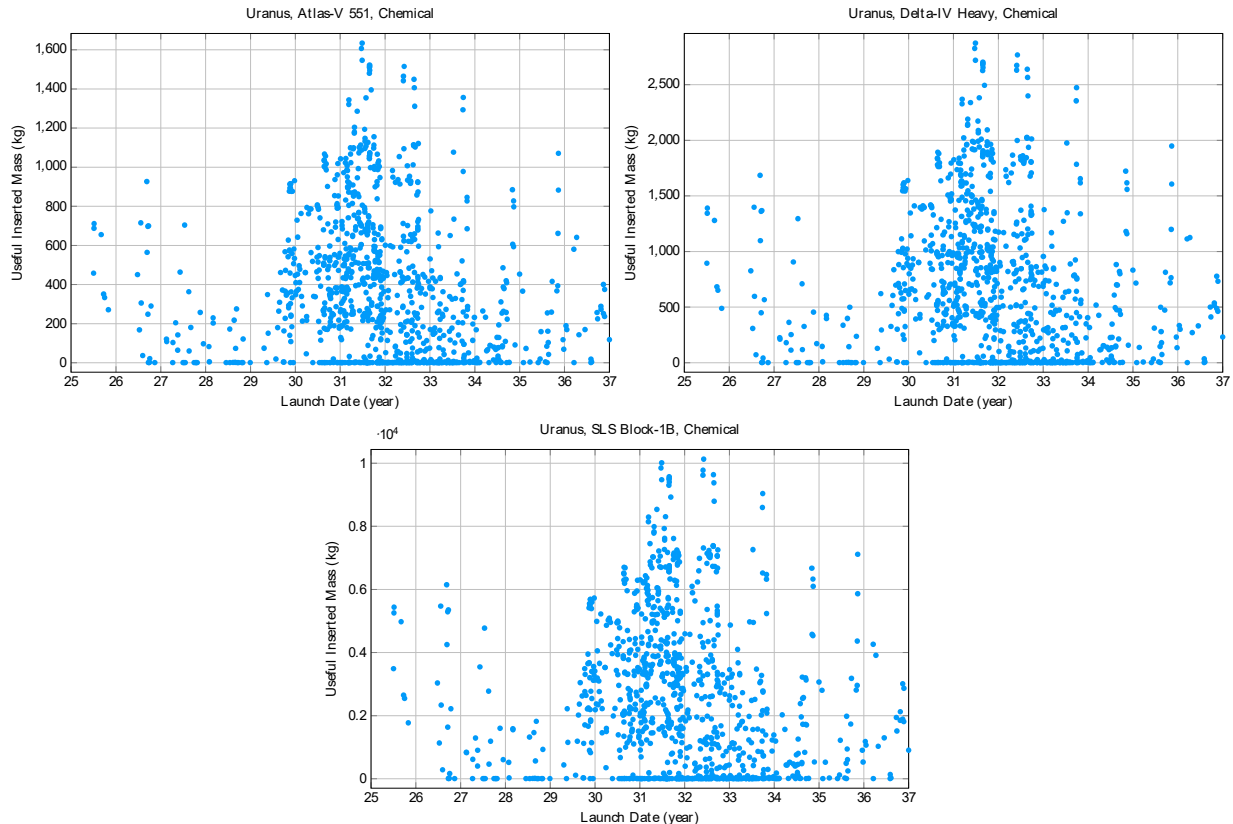 Uranus, Atlas-V 551, Chemical
Useful Inserted Mass (kg)
1,600
1,400
1,200
1,000
800
600
400
200
0
25 26 27 28 29 30 31 32 33 34 35 36 37
Launch Date (year)
Uranus, Delta-IV Heavy, Chemical
Useful Inserted Mass (kg)
2,500
2,000
1,500
1,000
500
0
25 26 27 28 29 30 31 32 33 34 35 36 37
Launch Date (year)
Uranus, SLS Block-1B, Chemical
·10⁴
Useful Inserted Mass (kg)
1
0.8
0.6
0.4
0.2
0
25 26 27 28 29 30 31 32 33 34 35 36 37
Launch Date (year)